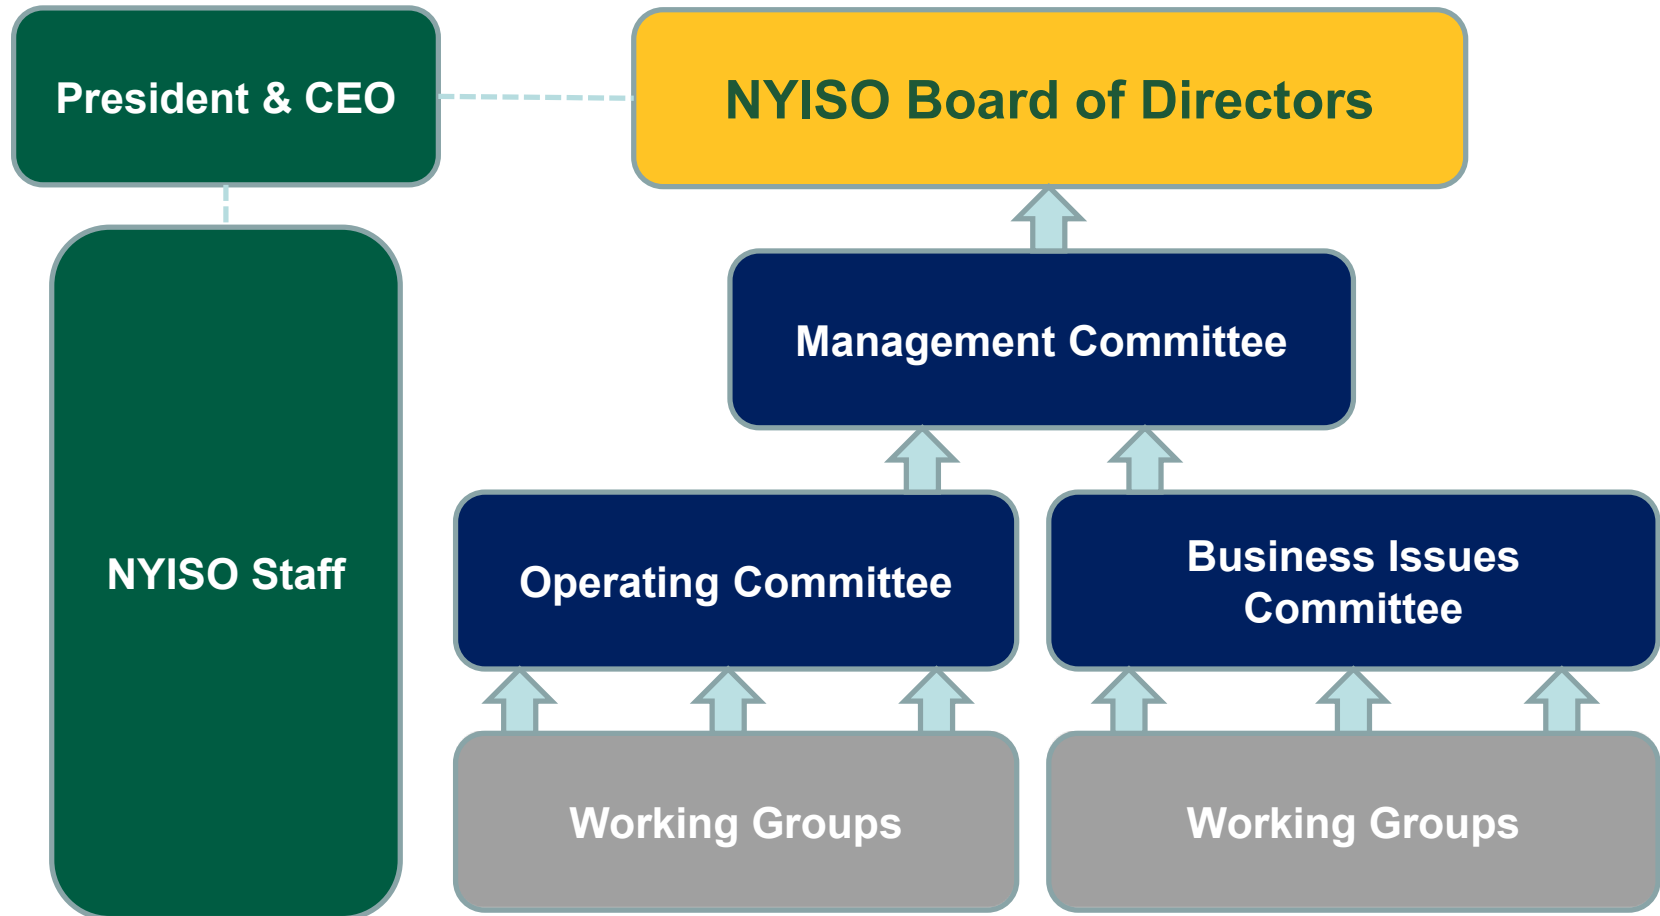 President & CEO
NYISO Board of Directors
Management Committee
NYISO Staff
Operating Committee
Business Issues
Committee
Working Groups
Working Groups